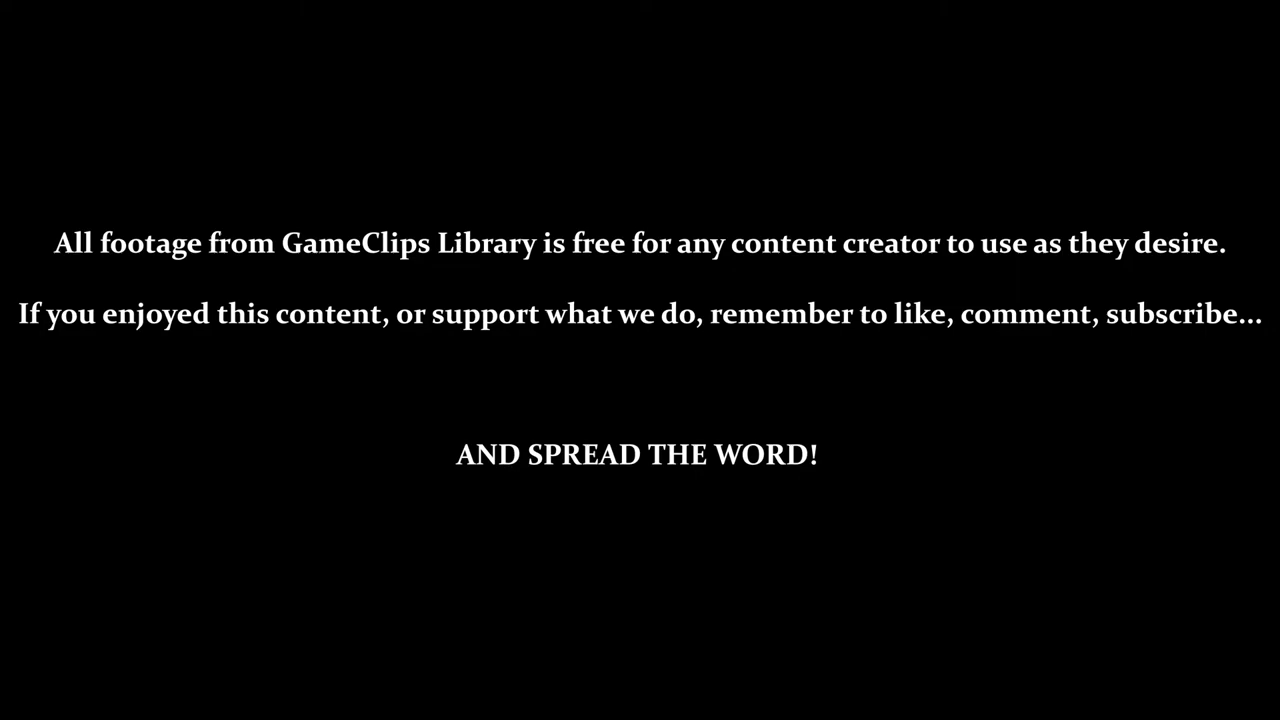 All footage from GameClips Library is free for any content creator to use as they desire.
If you enjoyed this content, or support what we do, remember to like, comment, subscribe...
AND SPREAD THE WORD!